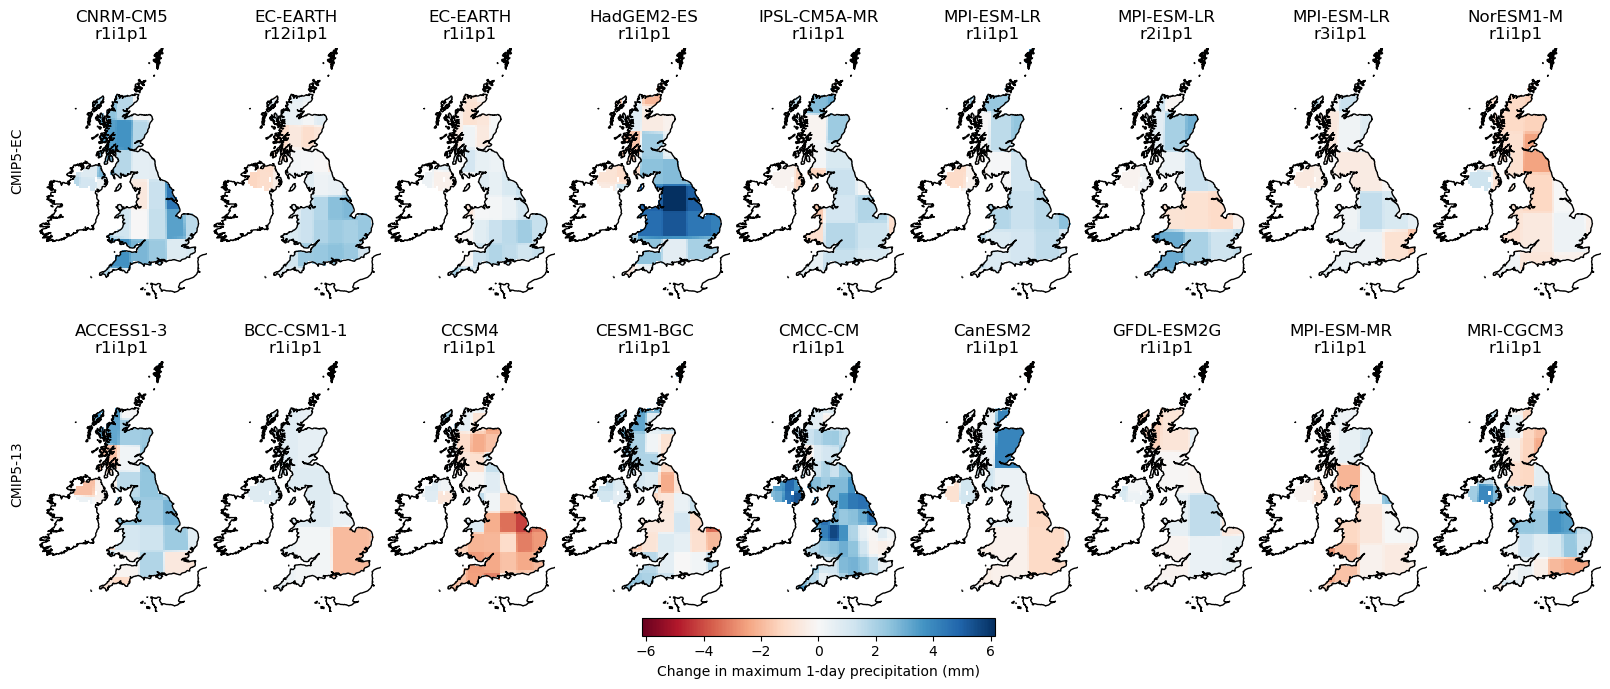 CNRM-CM5
r1i1p1
EC-EARTH
r12i1p1
EC-EARTH
r1i1p1
HadGEM2-ES
r1i1p1
IPSL-CM5A-MR
r1i1p1
MPI-ESM-LR
r1i1p1
MPI-ESM-LR
r2i1p1
MPI-ESM-LR
r3i1p1
NorESM1-M
r1i1p1
CMIP5-EC
ACCESS1-3
r1i1p1
BCC-CSM1-1
r1i1p1
CCSM4
r1i1p1
CESM1-BGC
r1i1p1
CMCC-CM
r1i1p1
CanESM2
r1i1p1
GFDL-ESM2G
r1i1p1
MPI-ESM-MR
r1i1p1
MRI-CGCM3
r1i1p1
CMIP5-13
−6 −4 −2 0 2 4 6
Change in maximum 1-day precipitation (mm)